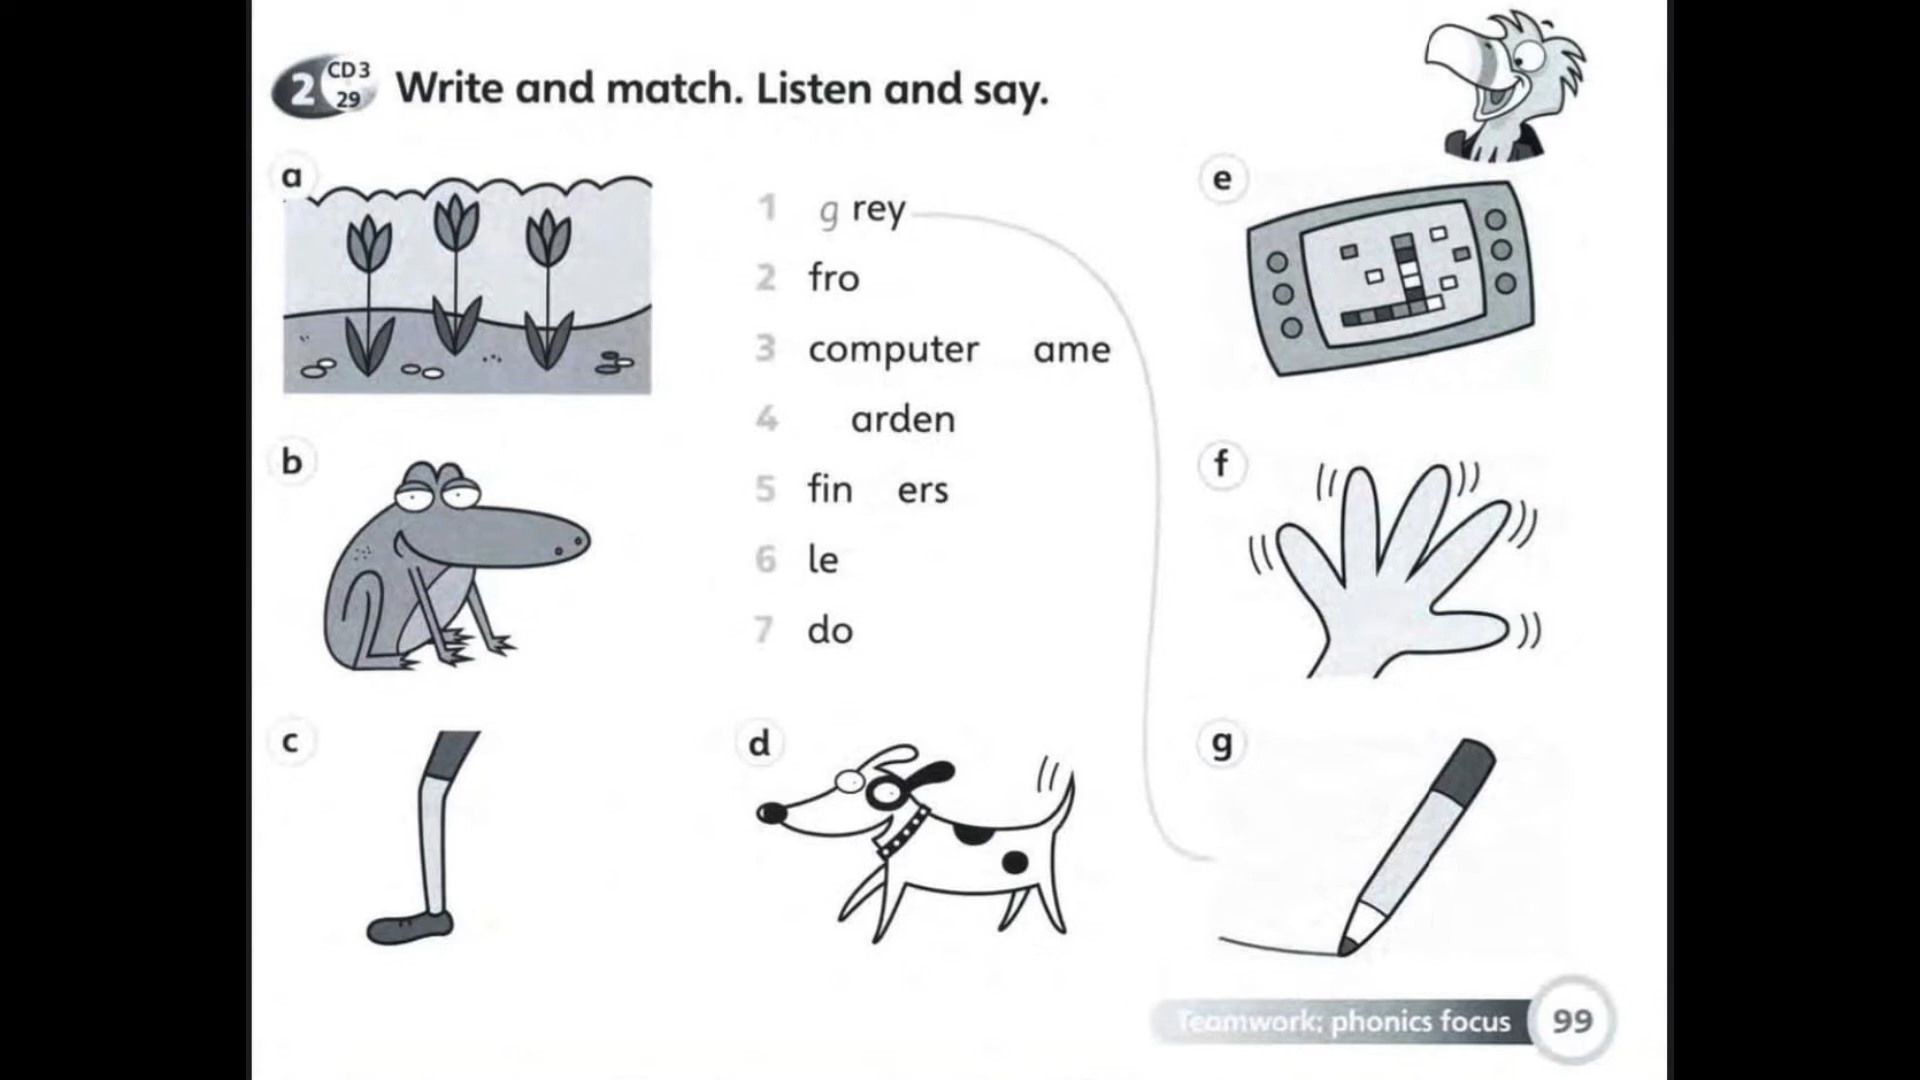 2 CD3 29 Write and match. Listen and say.
a
b
c
1 g rey
2 fro
3 computer ame
4 arden
5 fin ers
6 le
7 do
d
e
f
g
Teamwork; phonics focus 99